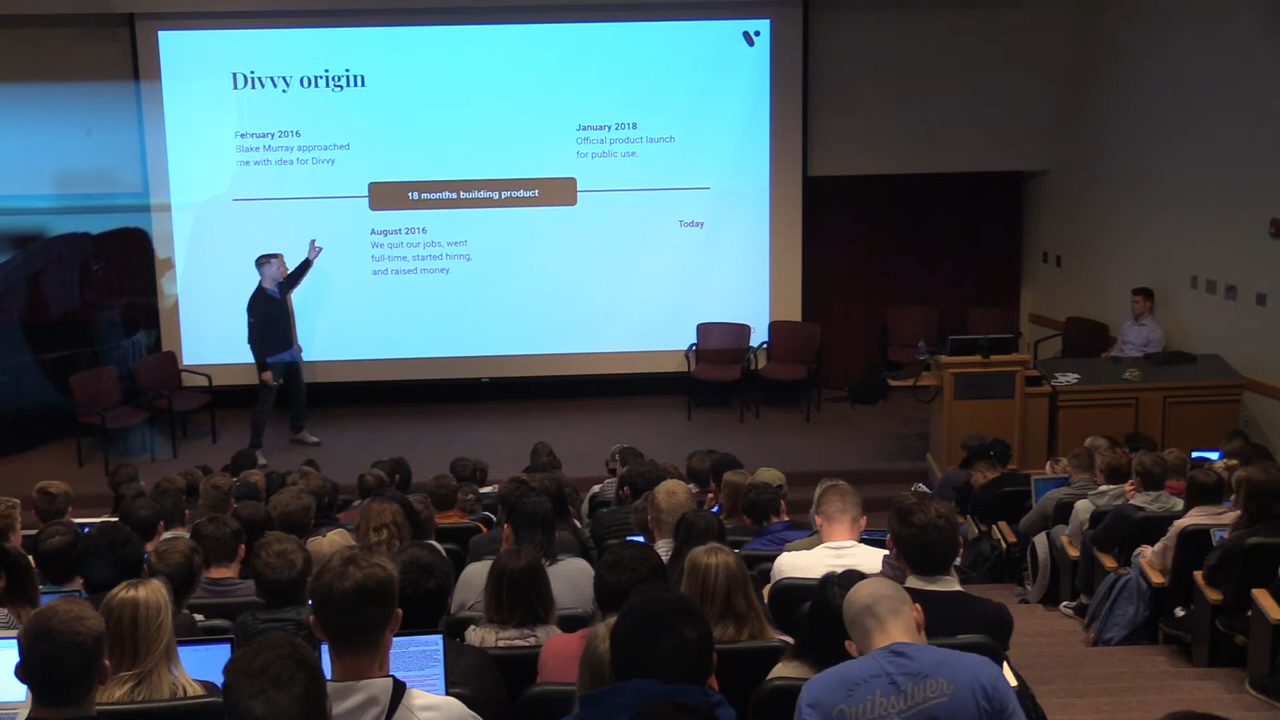 Divvy origin
February 2016
Blake Murray approached
me with idea for Divvy
January 2018
Official product launch
for public use.
18 months building product
August 2016
We quit our jobs, went
full-time, started hiring,
and raised money.
Today
Quiksilver